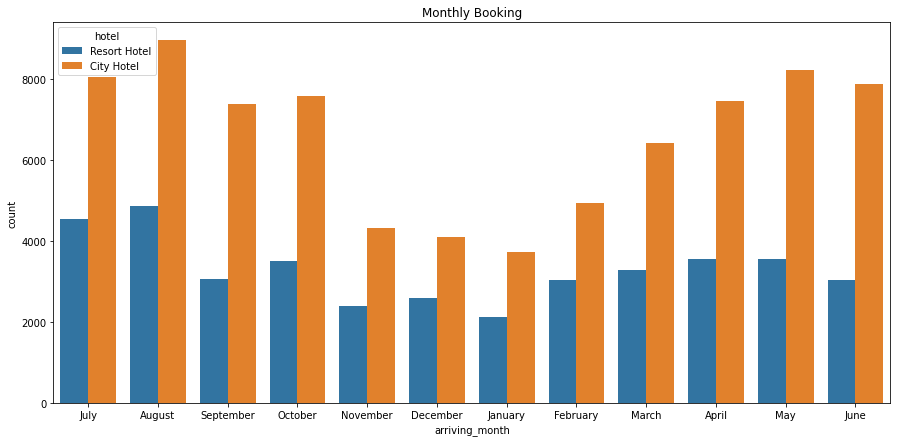 Monthly Booking
hotel
Resort Hotel
City Hotel
count
8000
6000
4000
2000
0
July August September October November December January February March April May June
arriving_month